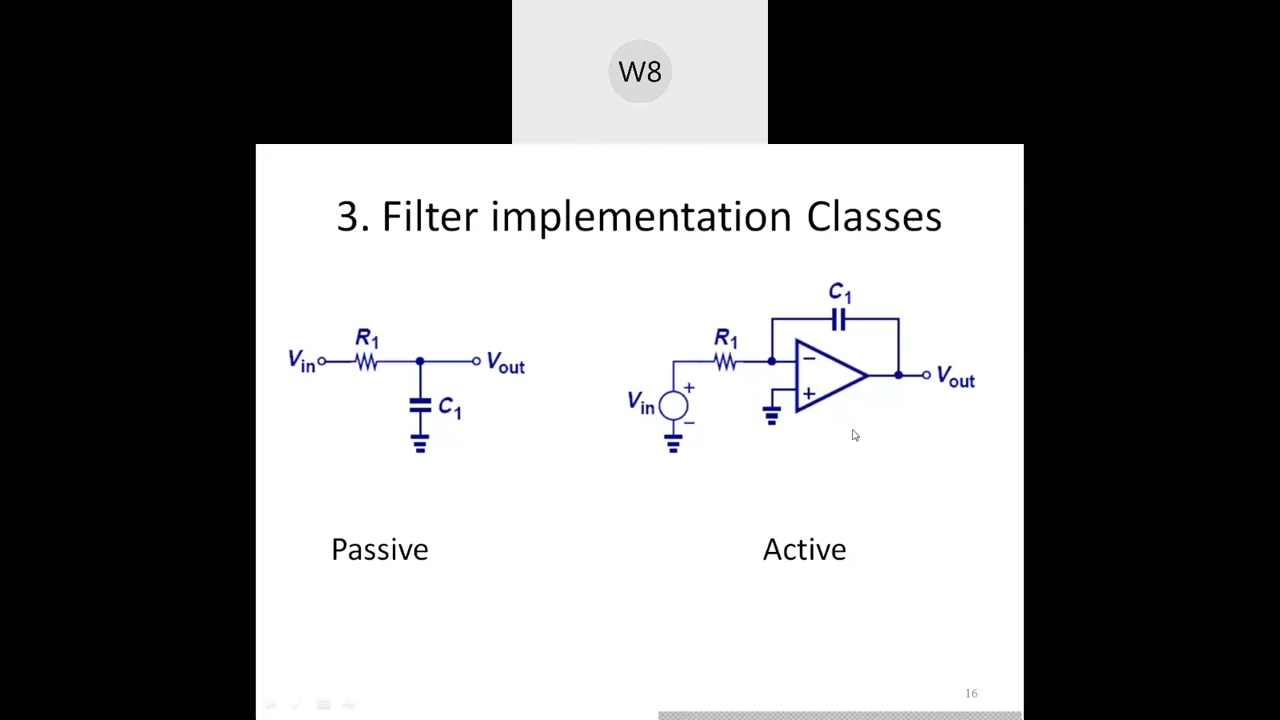 W8
3. Filter implementation Classes
R1
Vin
Vout
C1
C1
R1
Vin
+
−
−
+
Vout
Passive
Active
16